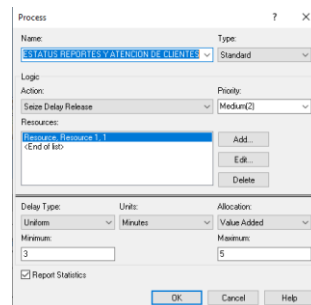 Process ? ×
Name: Type:
ESTATUS REPORTES Y ATENCION DE CLIENTES Standard
Logic
Action: Priority:
Seize Delay Release Medium(2)
Resources:
Resource, Resource 1, 1
<End of list>
Add...
Edit...
Delete
Delay Type: Units: Allocation:
Uniform Minutes Value Added
Minimum: Maximum:
3 5
Report Statistics
OK Cancel Help